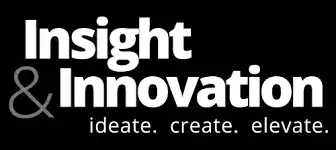 Insight
& Innovation
ideate. create. elevate.